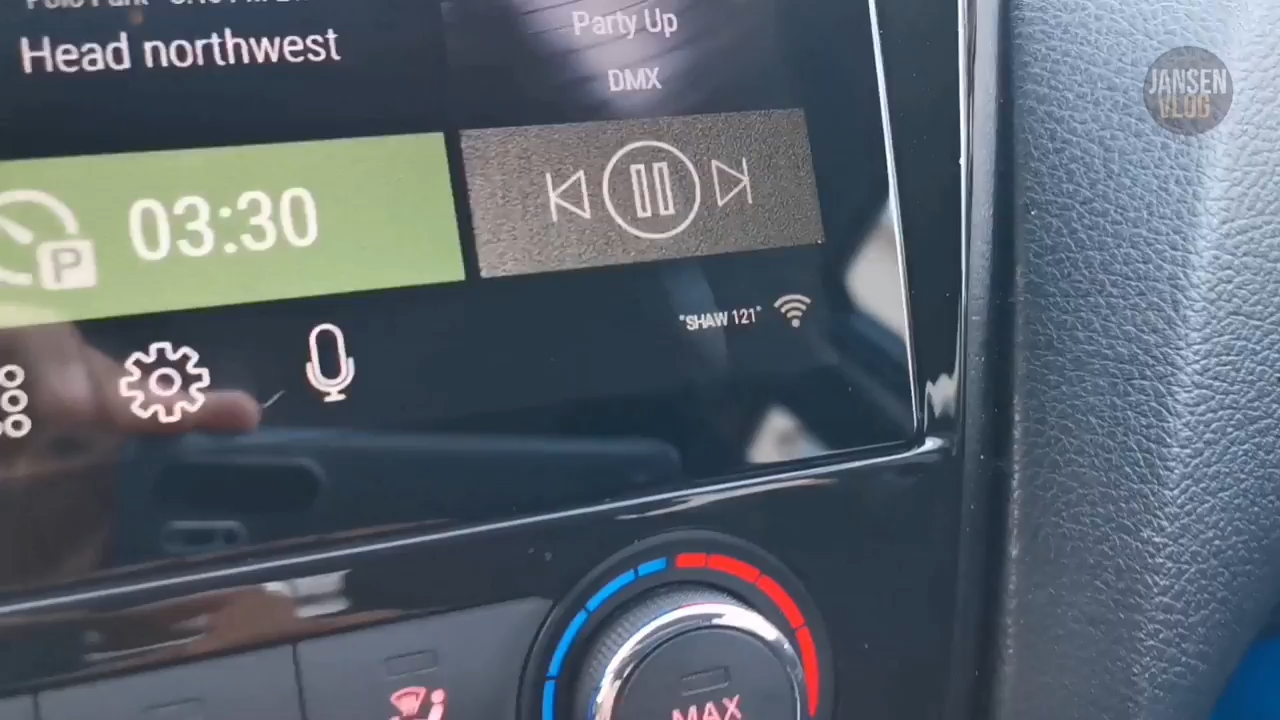 Head northwest
Party Up
DMX
JANSEN
VLOG
03:30
P
"SHAW 121"
MAX